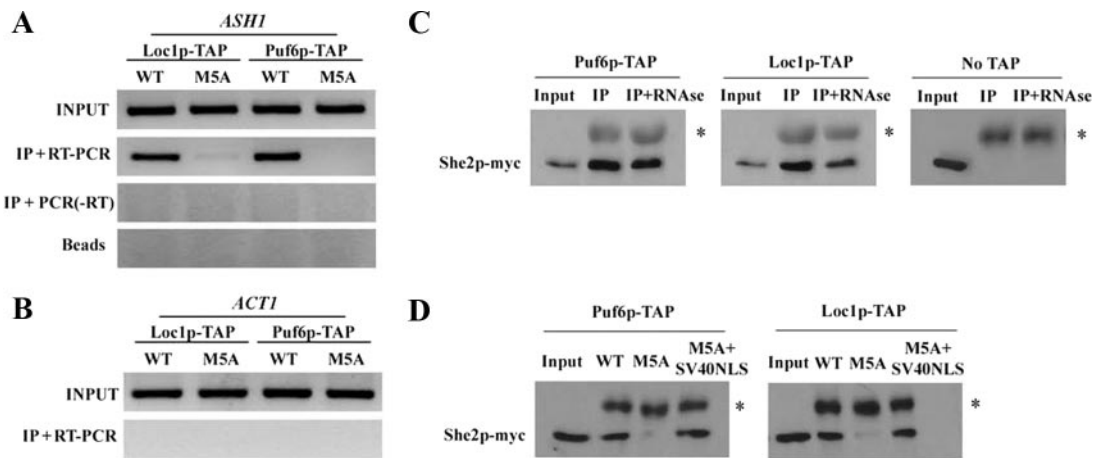 A
ASH1
Loc1p-TAP Puf6p-TAP
WT M5A WT M5A
INPUT
IP + RT-PCR
IP + PCR(-RT)
Beads
B
ACT1
Loc1p-TAP Puf6p-TAP
WT M5A WT M5A
INPUT
IP + RT-PCR
C
Puf6p-TAP Loc1p-TAP No TAP
Input IP IP+RNAse Input IP IP+RNAse Input IP IP+RNAse
* * *
She2p-myc
D
Puf6p-TAP Loc1p-TAP
Input WT M5A M5A+ SV40NLS Input WT M5A M5A+ SV40NLS
* *
She2p-myc